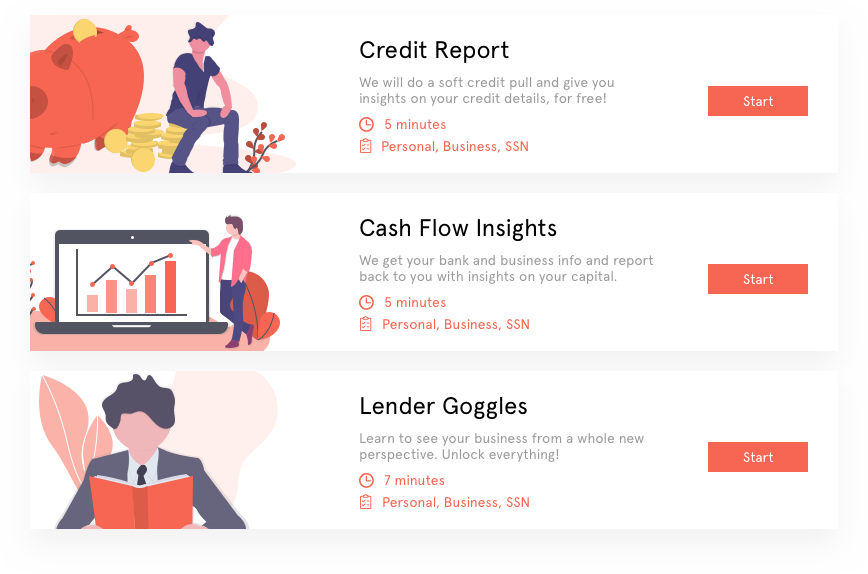 Credit Report
We will do a soft credit pull and give you
insights on your credit details, for free!
5 minutes
Personal, Business, SSN
Start
Cash Flow Insights
We get your bank and business info and report
back to you with insights on your capital.
5 minutes
Personal, Business, SSN
Start
Lender Goggles
Learn to see your business from a whole new
perspective. Unlock everything!
7 minutes
Personal, Business, SSN
Start